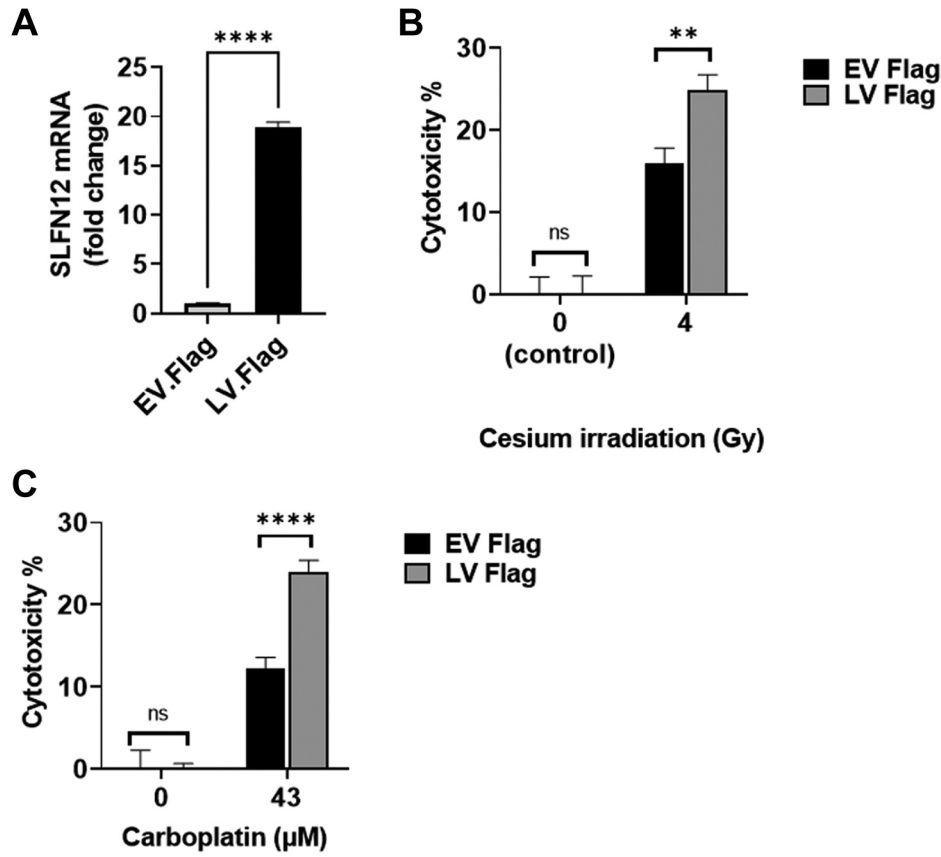 A
****
SLFN12 mRNA
(fold change)
25
20
15
10
5
0
EV.Flag
LV.Flag
B
**
EV Flag
LV Flag
Cytotoxicity %
30
20
10
0
ns
0
(control)
4
Cesium irradiation (Gy)
C
****
EV Flag
LV Flag
Cytotoxicity %
30
20
10
0
ns
0
43
Carboplatin (µM)